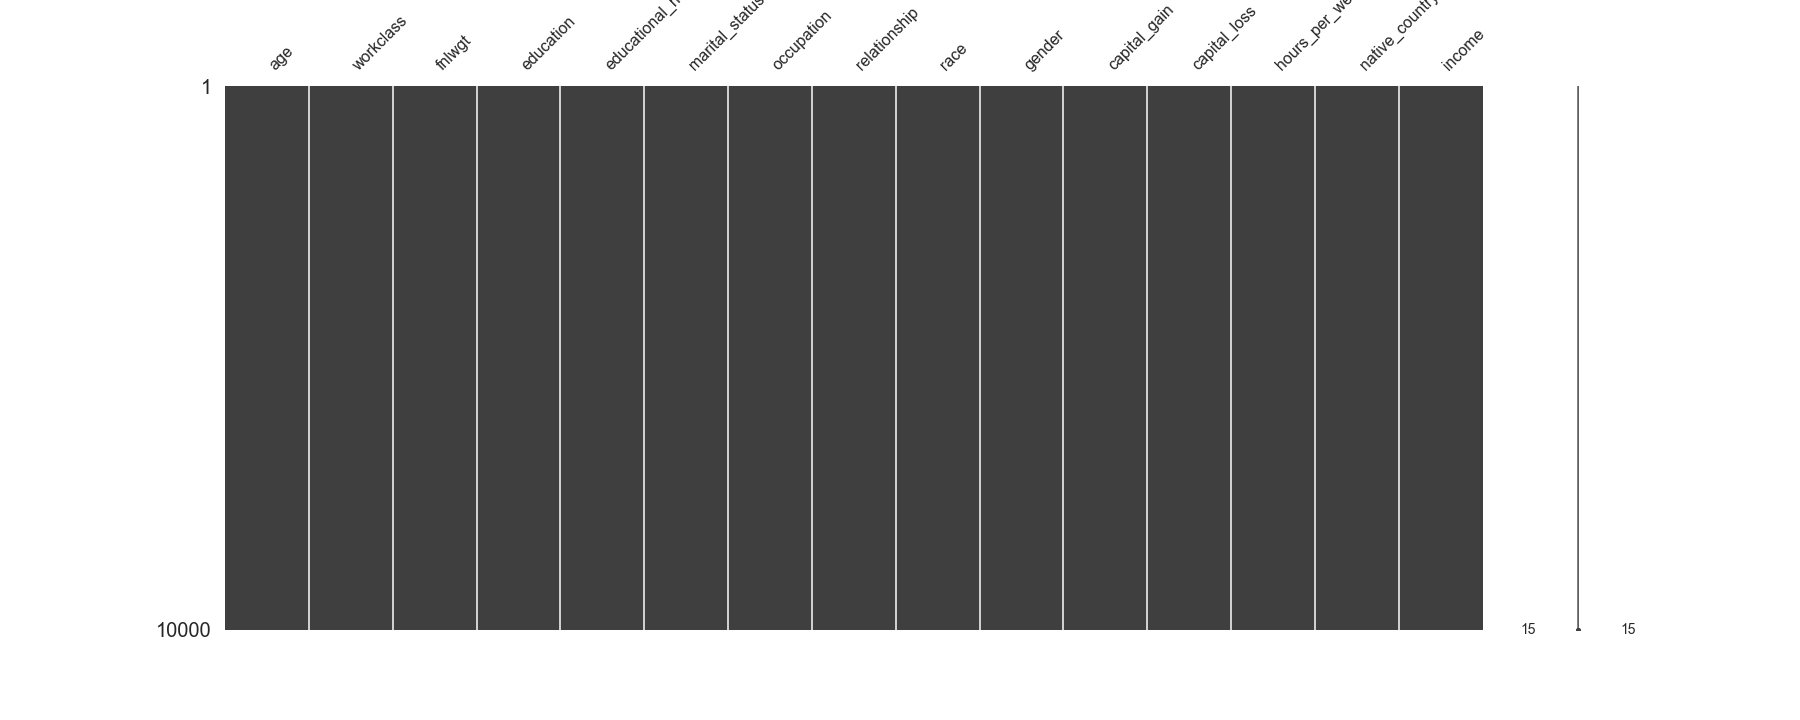 age
workclass
fnlwgt
education
marital_status
occupation
relationship
race
gender
capital_gain
capital_loss
native_country
income
1
10000
15
15